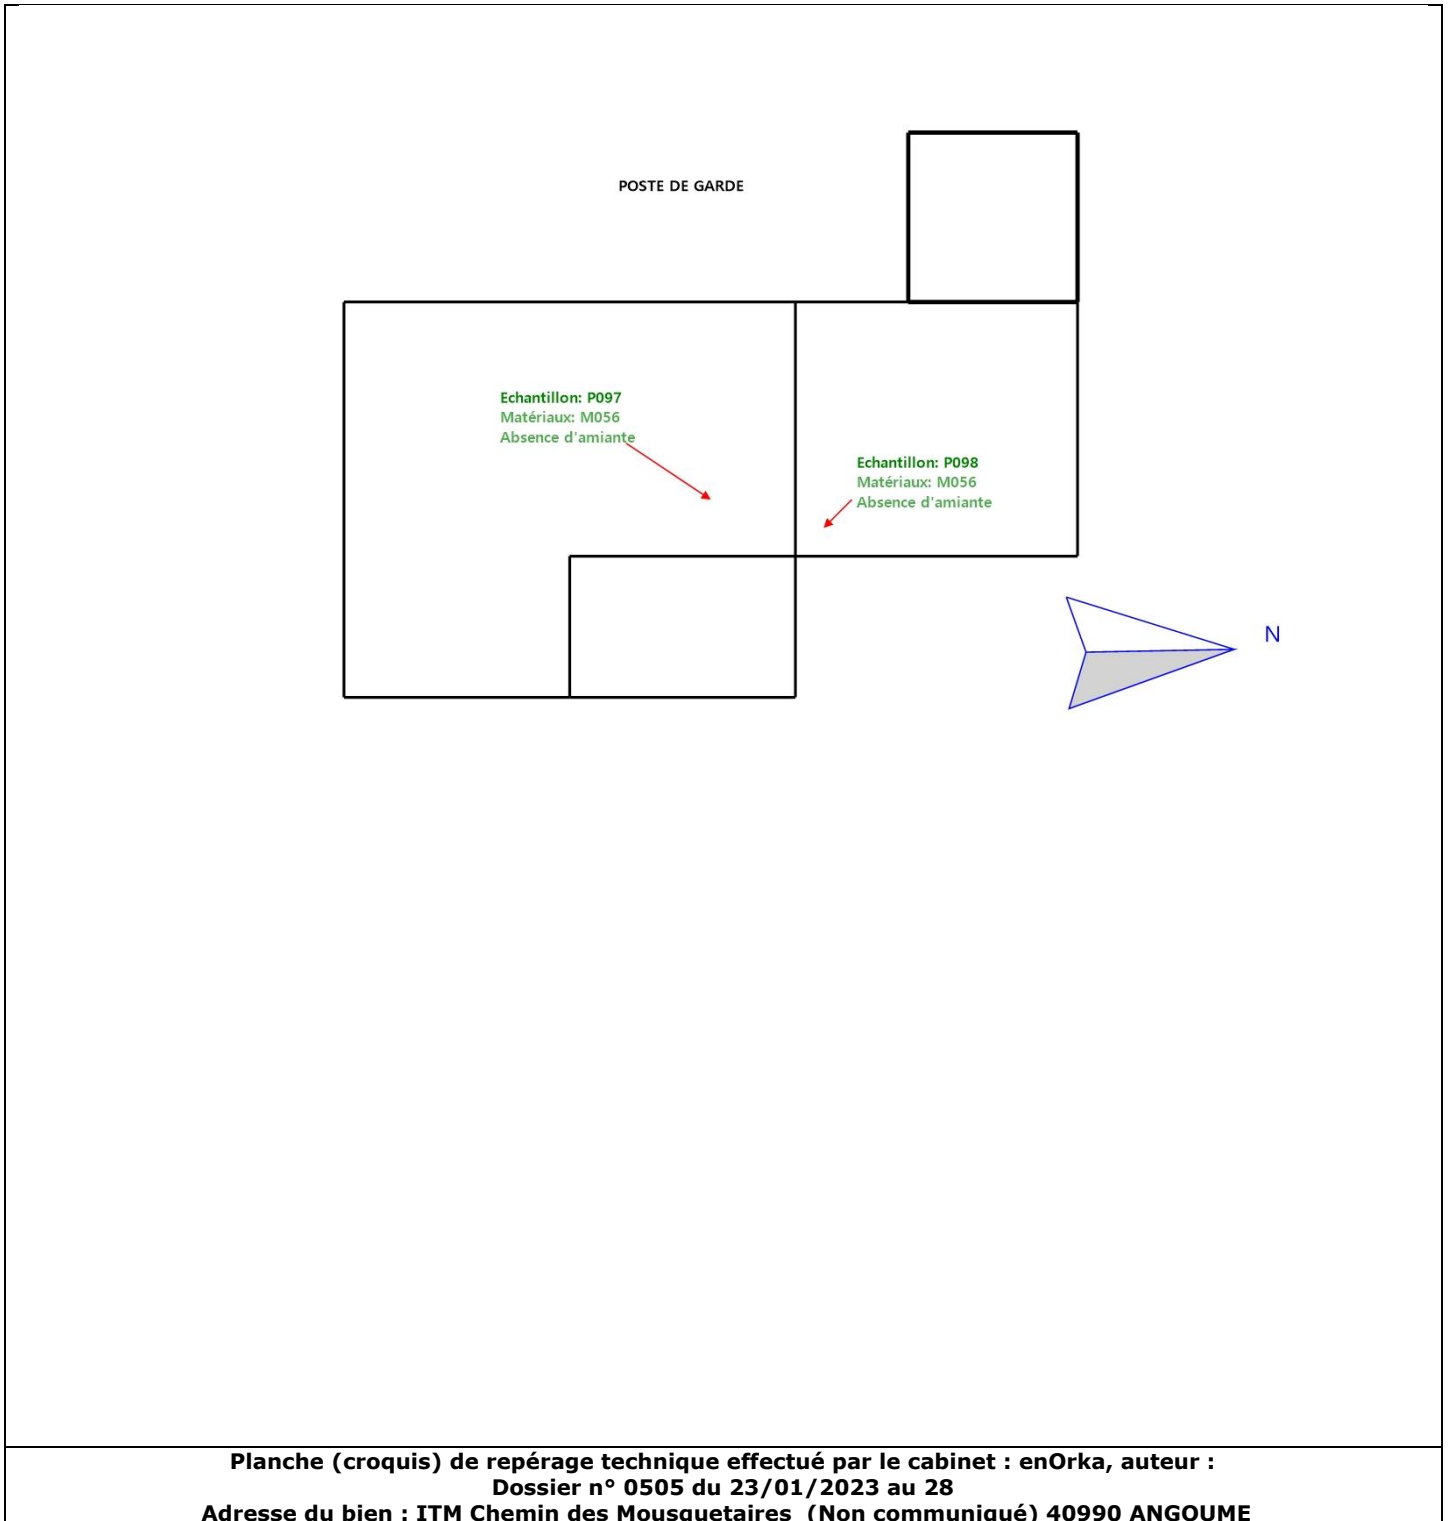 POSTE DE GARDE
Echantillon: P097
Matériaux: M056
Absence d'amiante
Echantillon: P098
Matériaux: M056
Absence d'amiante
N
Planche (croquis) de repérage technique effectué par le cabinet : enOrka, auteur :
Dossier n° 0505 du 23/01/2023 au 28
Adresse du bien : ITM Chemin des Mousquetaires (Non communiqué) 40990 ANGOUME